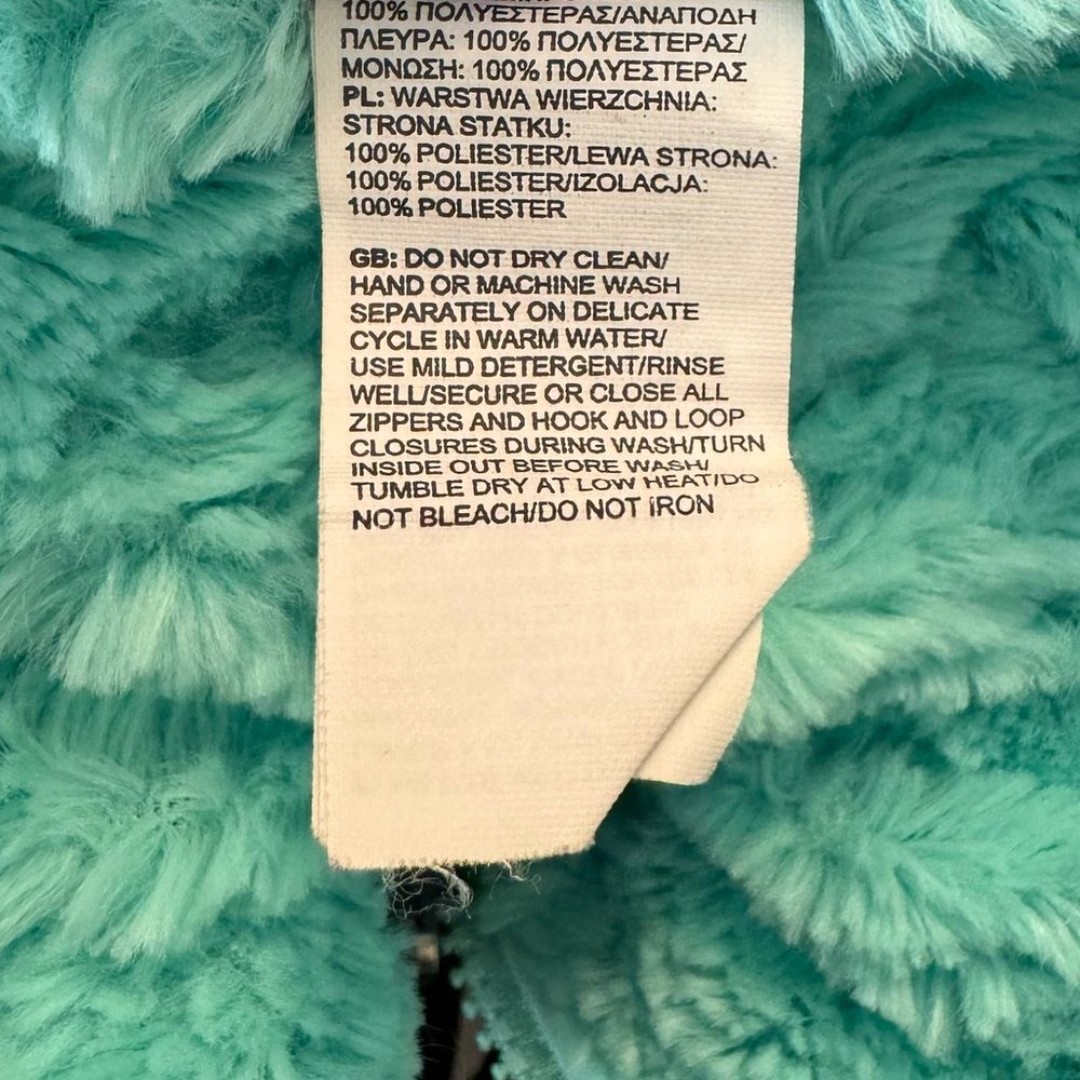 100% ΠΟΛΥΕΣΤΕΡΑΣ/ΑΝΑΠΟΔΗ
ΠΛΕΥΡΑ: 100% ΠΟΛΥΕΣΤΕΡΑΣ/
ΜΟΝΩΣΗ: 100% ΠΟΛΥΕΣΤΕΡΑΣ
PL: WARSTWA WIERZCHNIA:
STRONA STATKU:
100% POLIESTER/LEWA STRONA:
100% POLIESTER/IZOLACJA:
100% POLIESTER
GB: DO NOT DRY CLEAN/
HAND OR MACHINE WASH
SEPARATELY ON DELICATE
CYCLE IN WARM WATER/
USE MILD DETERGENT/RINSE
WELL/SECURE OR CLOSE ALL
ZIPPERS AND HOOK AND LOOP
CLOSURES DURING WASH/TURN
INSIDE OUT BEFORE WASH/
TUMBLE DRY AT LOW HEAT/DO
NOT BLEACH/DO NOT IRON